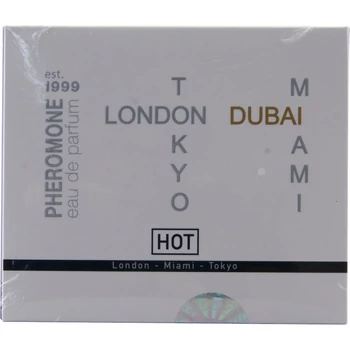 est.
1999
PHEROMONE
eau de parfum
TOKYO
LONDON
DUBAI
MIAMI
HOT
London - Miami - Tokyo